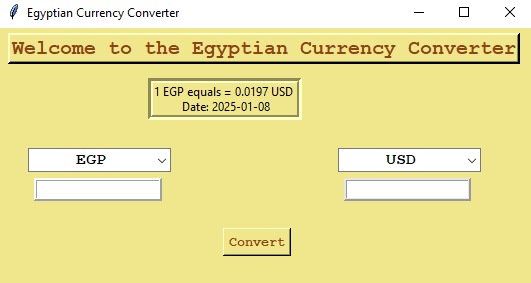 Egyptian Currency Converter
Welcome to the Egyptian Currency Converter
1 EGP equals = 0.0197 USD
Date: 2025-01-08
EGP
USD
Convert